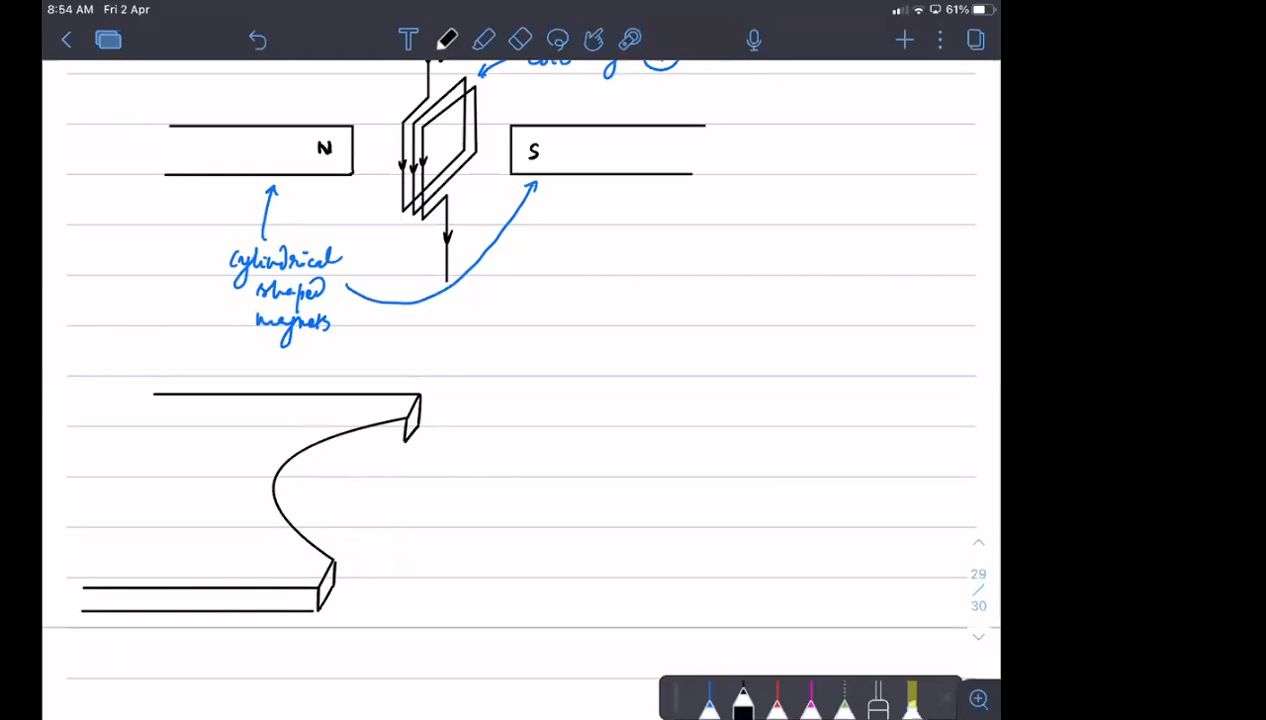 8:54 AM Fri 2 Apr
61%
T
N
S
cylindrical
shaped
magnets
29
/
30